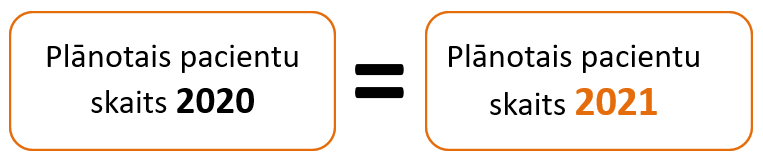 Plānotais pacientu
skaits 2020
=
Plānotais pacientu
skaits 2021